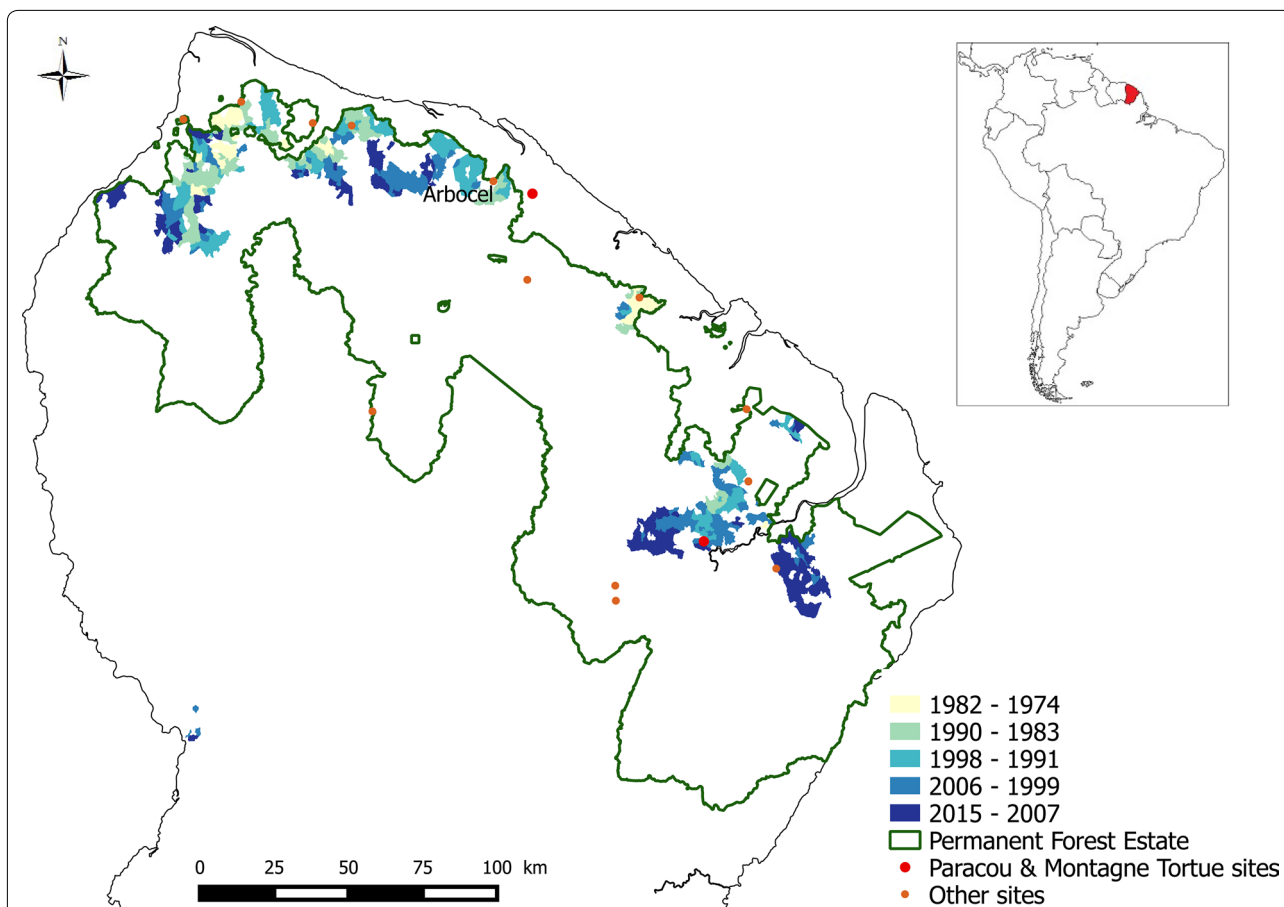 N
Arbocel
1982 - 1974
1990 - 1983
1998 - 1991
2006 - 1999
2015 - 2007
Permanent Forest Estate
Paracou & Montagne Tortue sites
Other sites
0 25 50 75 100 km